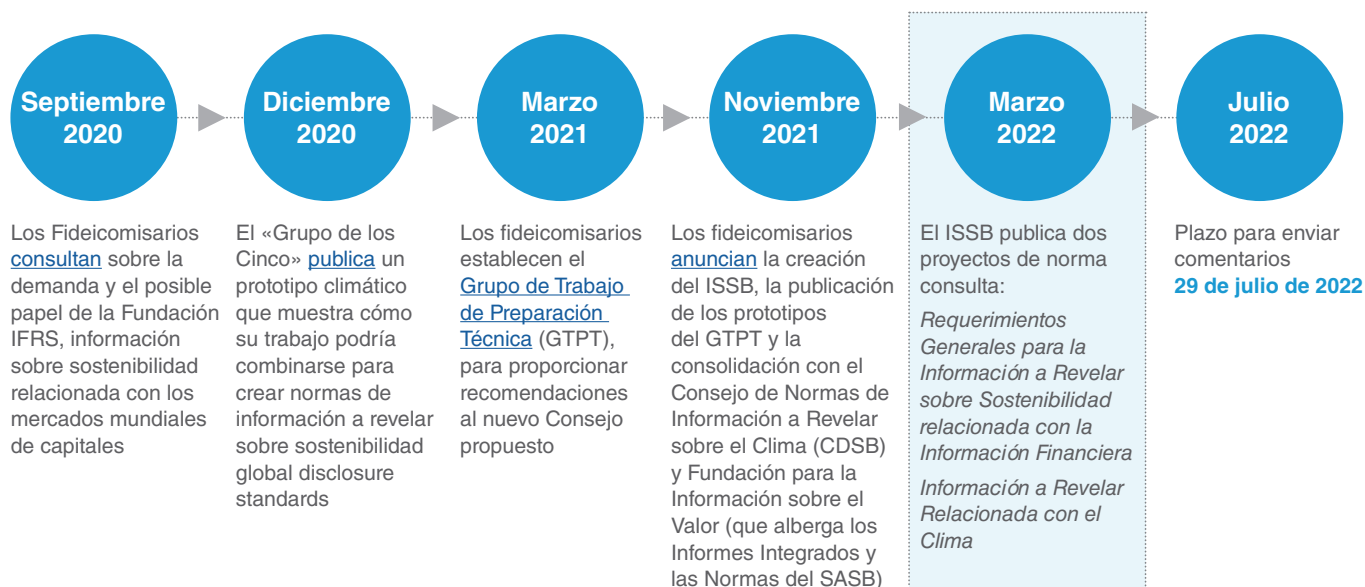 Septiembre
2020
Diciembre
2020
Marzo
2021
Noviembre
2021
Marzo
2022
Julio
2022
Los Fideicomisarios
consultan sobre la
demanda y el posible
papel de la Fundación
IFRS, información
sobre sostenibilidad
relacionada con los
mercados mundiales
de capitales
El «Grupo de los
Cinco» publica un
prototipo climático
que muestra cómo
su trabajo podría
combinarse para
crear normas de
información a revelar
sobre sostenibilidad
global disclosure
standards
Los fideicomisarios
establecen el
Grupo de Trabajo
de Preparación
Técnica (GTPT),
para proporcionar
recomendaciones
al nuevo Consejo
propuesto
Los fideicomisarios
anuncian la creación
del ISSB, la publicación
de los prototipos
del GTPT y la
consolidación con el
Consejo de Normas de
Información a Revelar
sobre el Clima (CDSB)
y Fundación para la
Información sobre el
Valor (que alberga los
Informes Integrados y
las Normas del SASB)
El ISSB publica dos
proyectos de norma
consulta:
Requerimientos
Generales para la
Información a Revelar
sobre Sostenibilidad
relacionada con la
Información Financiera
Información a Revelar
Relacionada con el
Clima
Plazo para enviar
comentarios
29 de julio de 2022